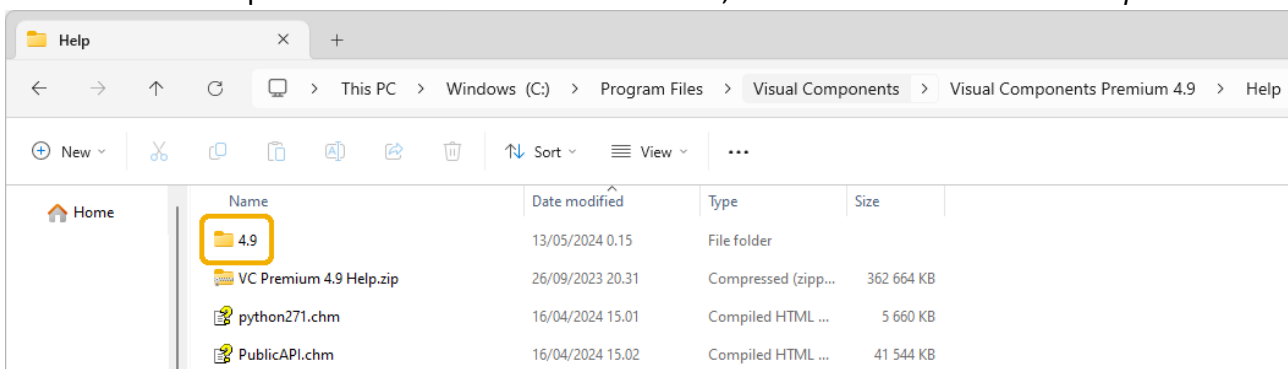 Help
This PC > Windows (C:) > Program Files > Visual Components > Visual Components Premium 4.9 > Help
New Sort View ...
Name Date modified Type Size
Home
4.9 13/05/2024 0.15 File folder
VC Premium 4.9 Help.zip 26/09/2023 20.31 Compressed (zipp... 362 664 KB
python271.chm 16/04/2024 15.01 Compiled HTML ... 5 660 KB
PublicAPI.chm 16/04/2024 15.02 Compiled HTML ... 41 544 KB